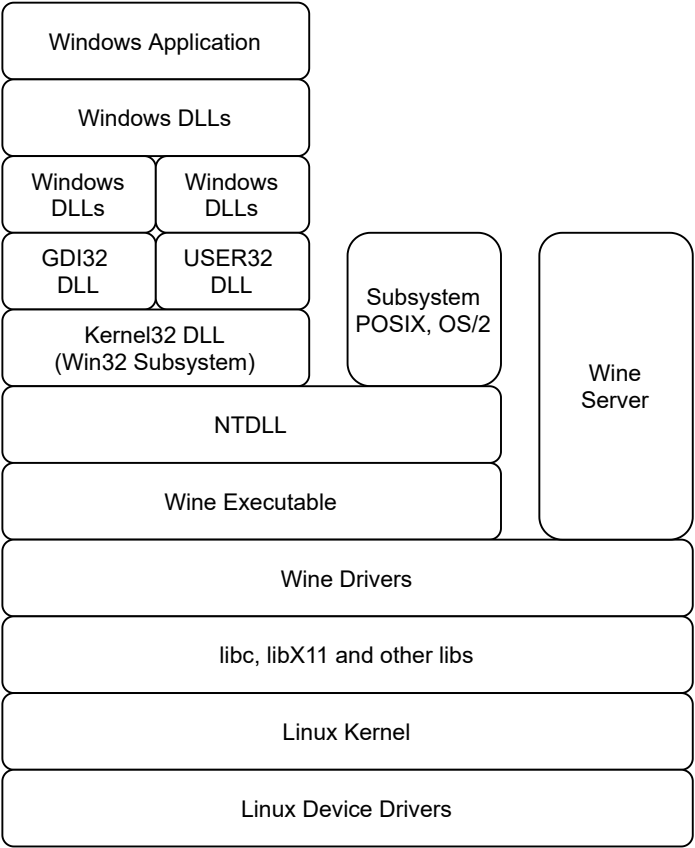 Windows Application
Windows DLLs
Windows
DLLs
Windows
DLLs
GDI32
DLL
USER32
DLL
Subsystem
POSIX, OS/2
Kernel32 DLL
(Win32 Subsystem)
Wine
Server
NTDLL
Wine Executable
Wine Drivers
libc, libX11 and other libs
Linux Kernel
Linux Device Drivers